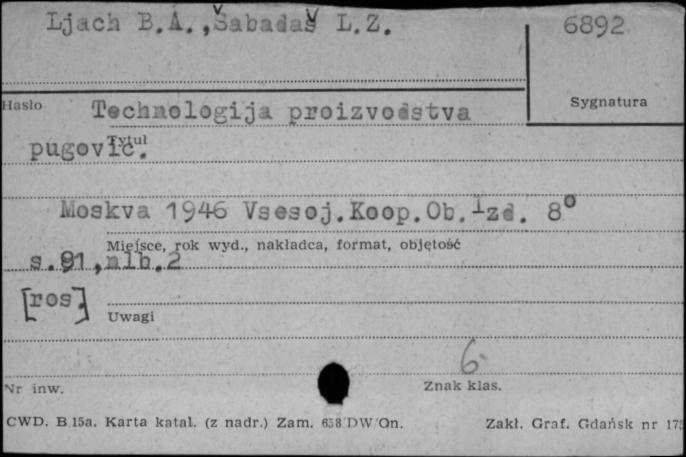 Ljach B.A.,Šabadaš L.Z.
6892
Hasło
Technologija proizvodstva
Sygnatura
Tytuł
pugovic.
Moskva 1946 Vsesoj.Koop.Ob.Izd. 8°
Miejsce, rok wyd., nakładca, format, objętość
s.91,nlb.2
[ros]
Uwagi
6
Nr inw.
Znak klas.
CWD. B 15a. Karta katal. (z nadr.) Zam. 658/DW/On.
Zakł. Graf. Gdańsk nr 175